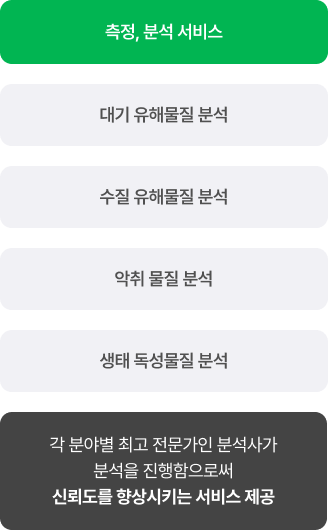 측정, 분석 서비스
대기 유해물질 분석
수질 유해물질 분석
악취 물질 분석
생태 독성물질 분석
각 분야별 최고 전문가인 분석사가
분석을 진행함으로써
신뢰도를 향상시키는 서비스 제공